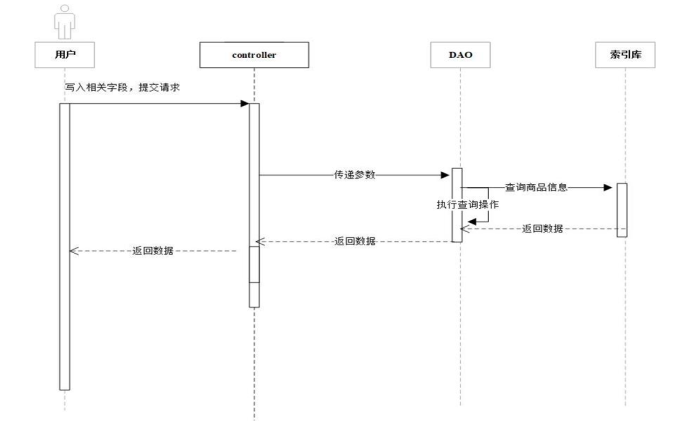 用户
controller
DAO
索引库
写入相关字段，提交请求
传递参数
查询商品信息
执行查询操作
返回数据
返回数据
返回数据